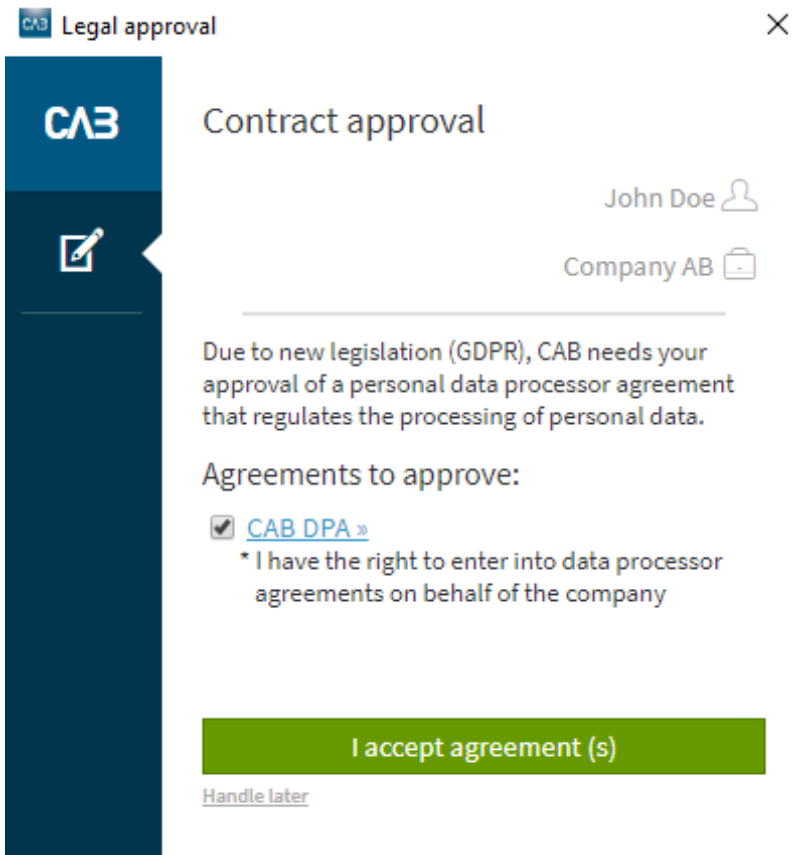 CAB Legal approval
CAB
Contract approval
John Doe
Company AB
Due to new legislation (GDPR), CAB needs your
approval of a personal data processor agreement
that regulates the processing of personal data.
Agreements to approve:
CAB DPA »
* I have the right to enter into data processor
agreements on behalf of the company
I accept agreement (s)
Handle later